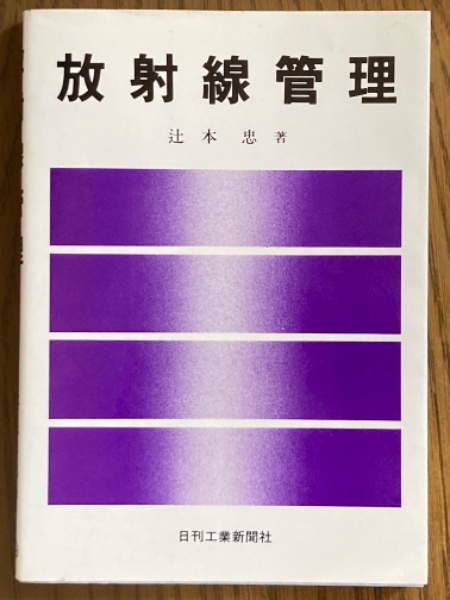 放射線管理
辻本 忠 著
日刊工業新聞社